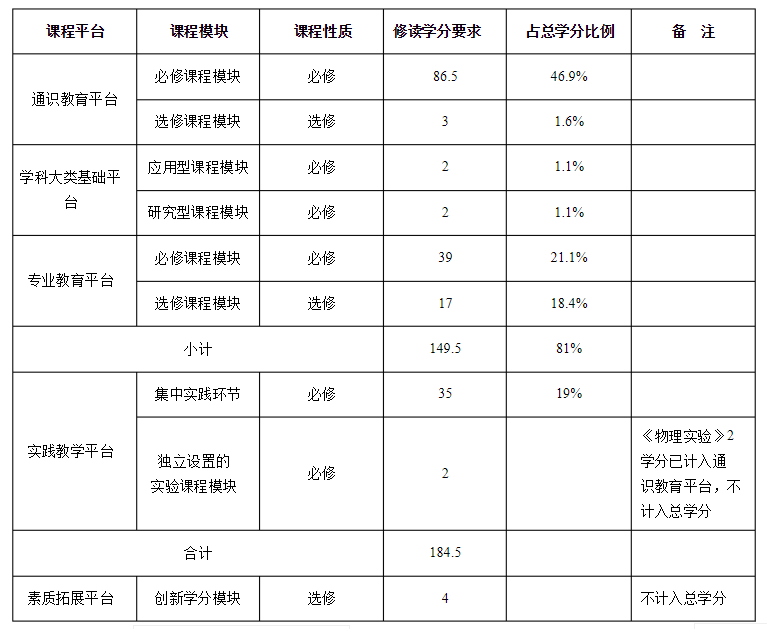 课程平台 课程模块 课程性质 修读学分要求 占总学分比例 备 注
通识教育平台 必修课程模块 必修 86.5 46.9%
选修课程模块 选修 3 1.6%
学科大类基础平
台
应用型课程模块 必修 2 1.1%
研究型课程模块 必修 2 1.1%
专业教育平台 必修课程模块 必修 39 21.1%
选修课程模块 选修 17 18.4%
小计 149.5 81%
实践教学平台 集中实践环节 必修 35 19%
独立设置的
实验课程模块
必修 2
《物理实验》2
学分已计入通
识教育平台，不
计入总学分
合计 184.5
素质拓展平台 创新学分模块 选修 4 不计入总学分